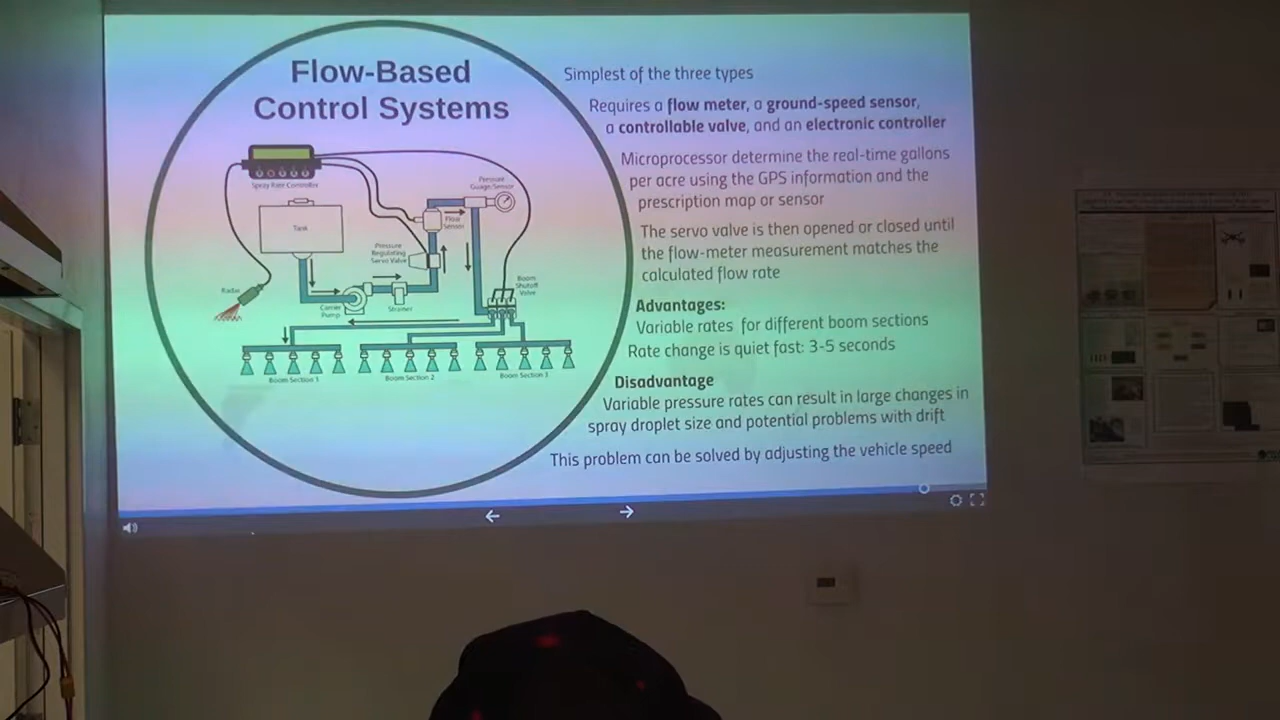 Flow-Based
Control Systems
Simplest of the three types
Requires a flow meter, a ground-speed sensor,
a controllable valve, and an electronic controller
Microprocessor determine the real-time gallons
per acre using the GPS information and the
prescription map or sensor
The servo valve is then opened or closed until
the flow-meter measurement matches the
calculated flow rate
Advantages:
Variable rates for different boom sections
Rate change is quiet fast: 3-5 seconds
Disadvantage
Variable pressure rates can result in large changes in
spray droplet size and potential problems with drift
This problem can be solved by adjusting the vehicle speed
Spray Rate Controller
Pressure
Guage/Sensor
Tank
Flow
Sensor
Pressure
Regulating
Servo Valve
Radar
Carrier
Pump
Strainer
Boom
Shutoff
Valve
Boom Section 1
Boom Section 2
Boom Section 3